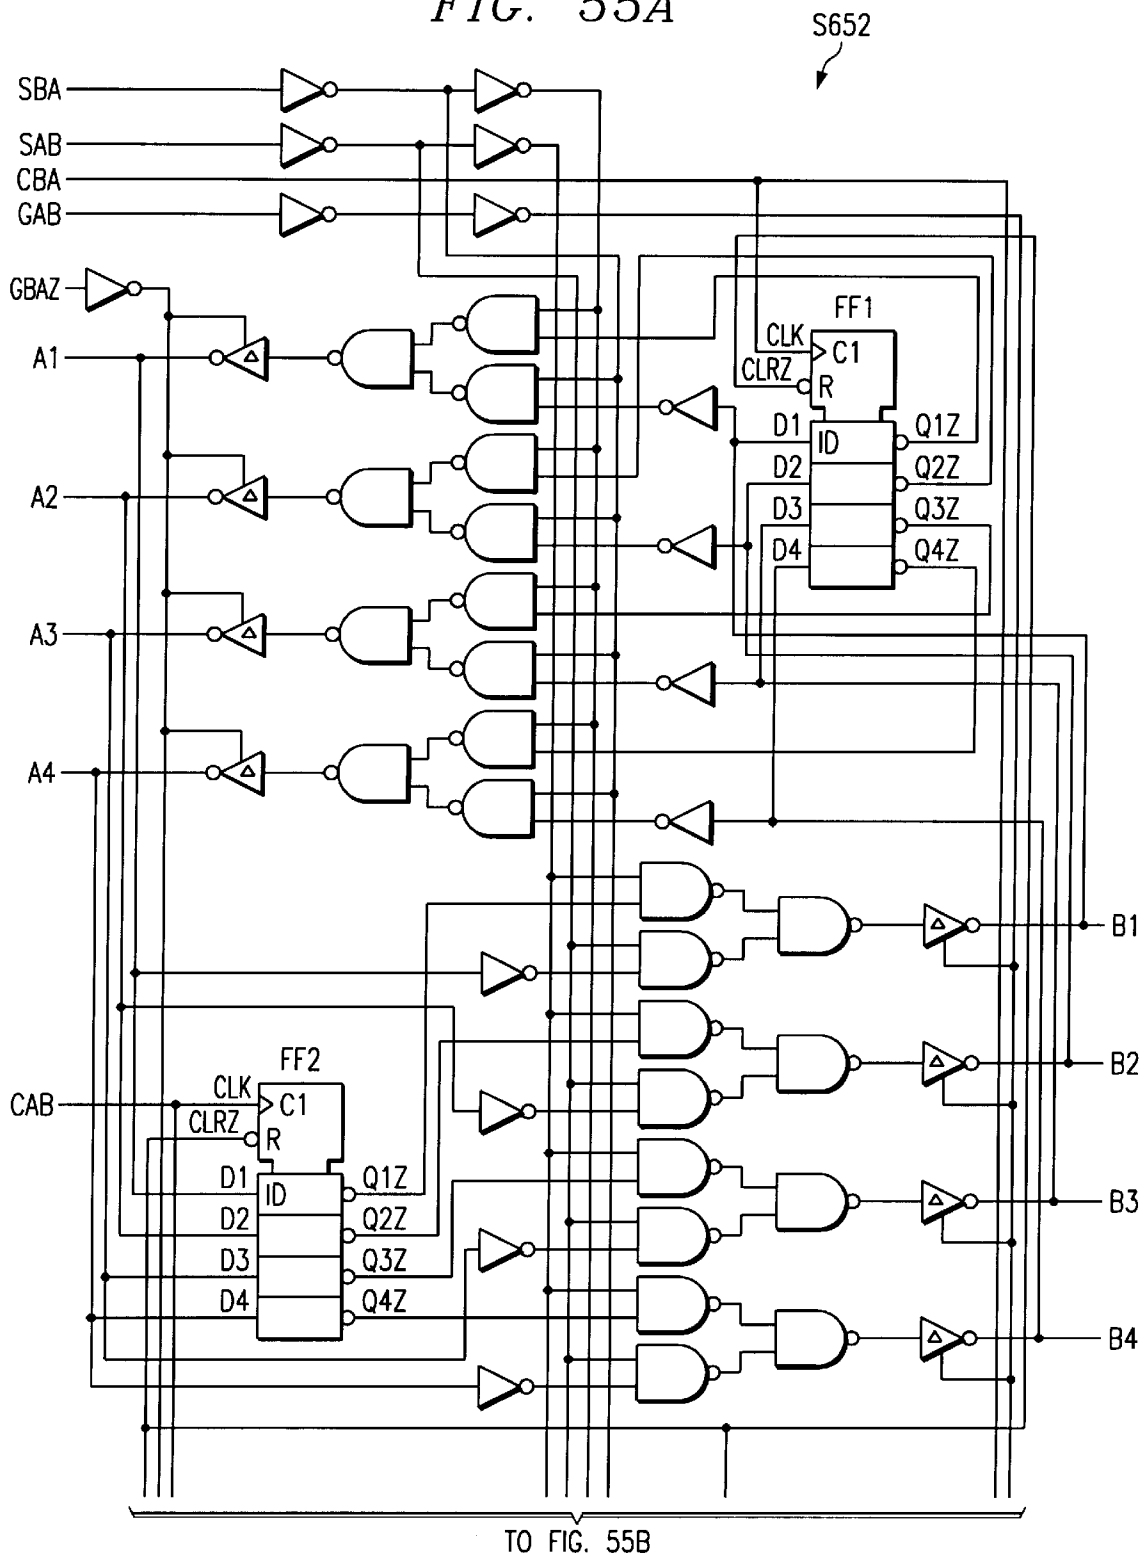 FIG. 55A
S652
SBA
SAB
CBA
GAB
GBAZ
FF1
CLK
C1
A1
CLRZ
R
D1
ID
Q1Z
D2
Q2Z
A2
D3
Q3Z
D4
Q4Z
A3
A4
B1
B2
FF2
CLK
C1
CAB
CLRZ
R
D1
ID
Q1Z
B3
D2
Q2Z
D3
Q3Z
D4
Q4Z
B4
TO FIG. 55B